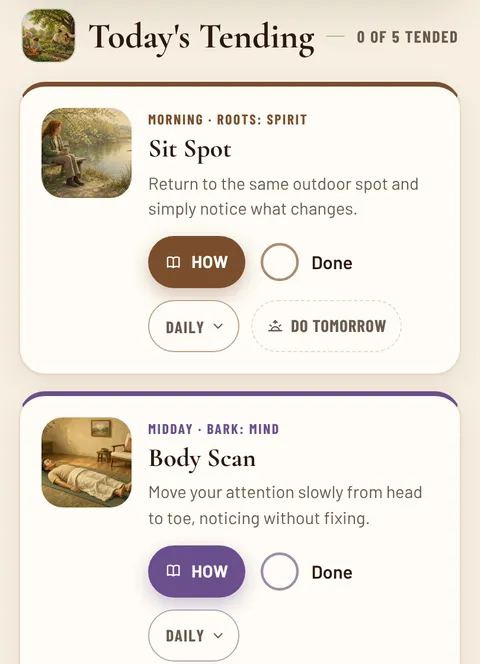 Today's Tending
0 OF 5 TENDED
MORNING · ROOTS: SPIRIT
Sit Spot
Return to the same outdoor spot and
simply notice what changes.
HOW
Done
DAILY
DO TOMORROW
MIDDAY · BARK: MIND
Body Scan
Move your attention slowly from head
to toe, noticing without fixing.
HOW
Done
DAILY